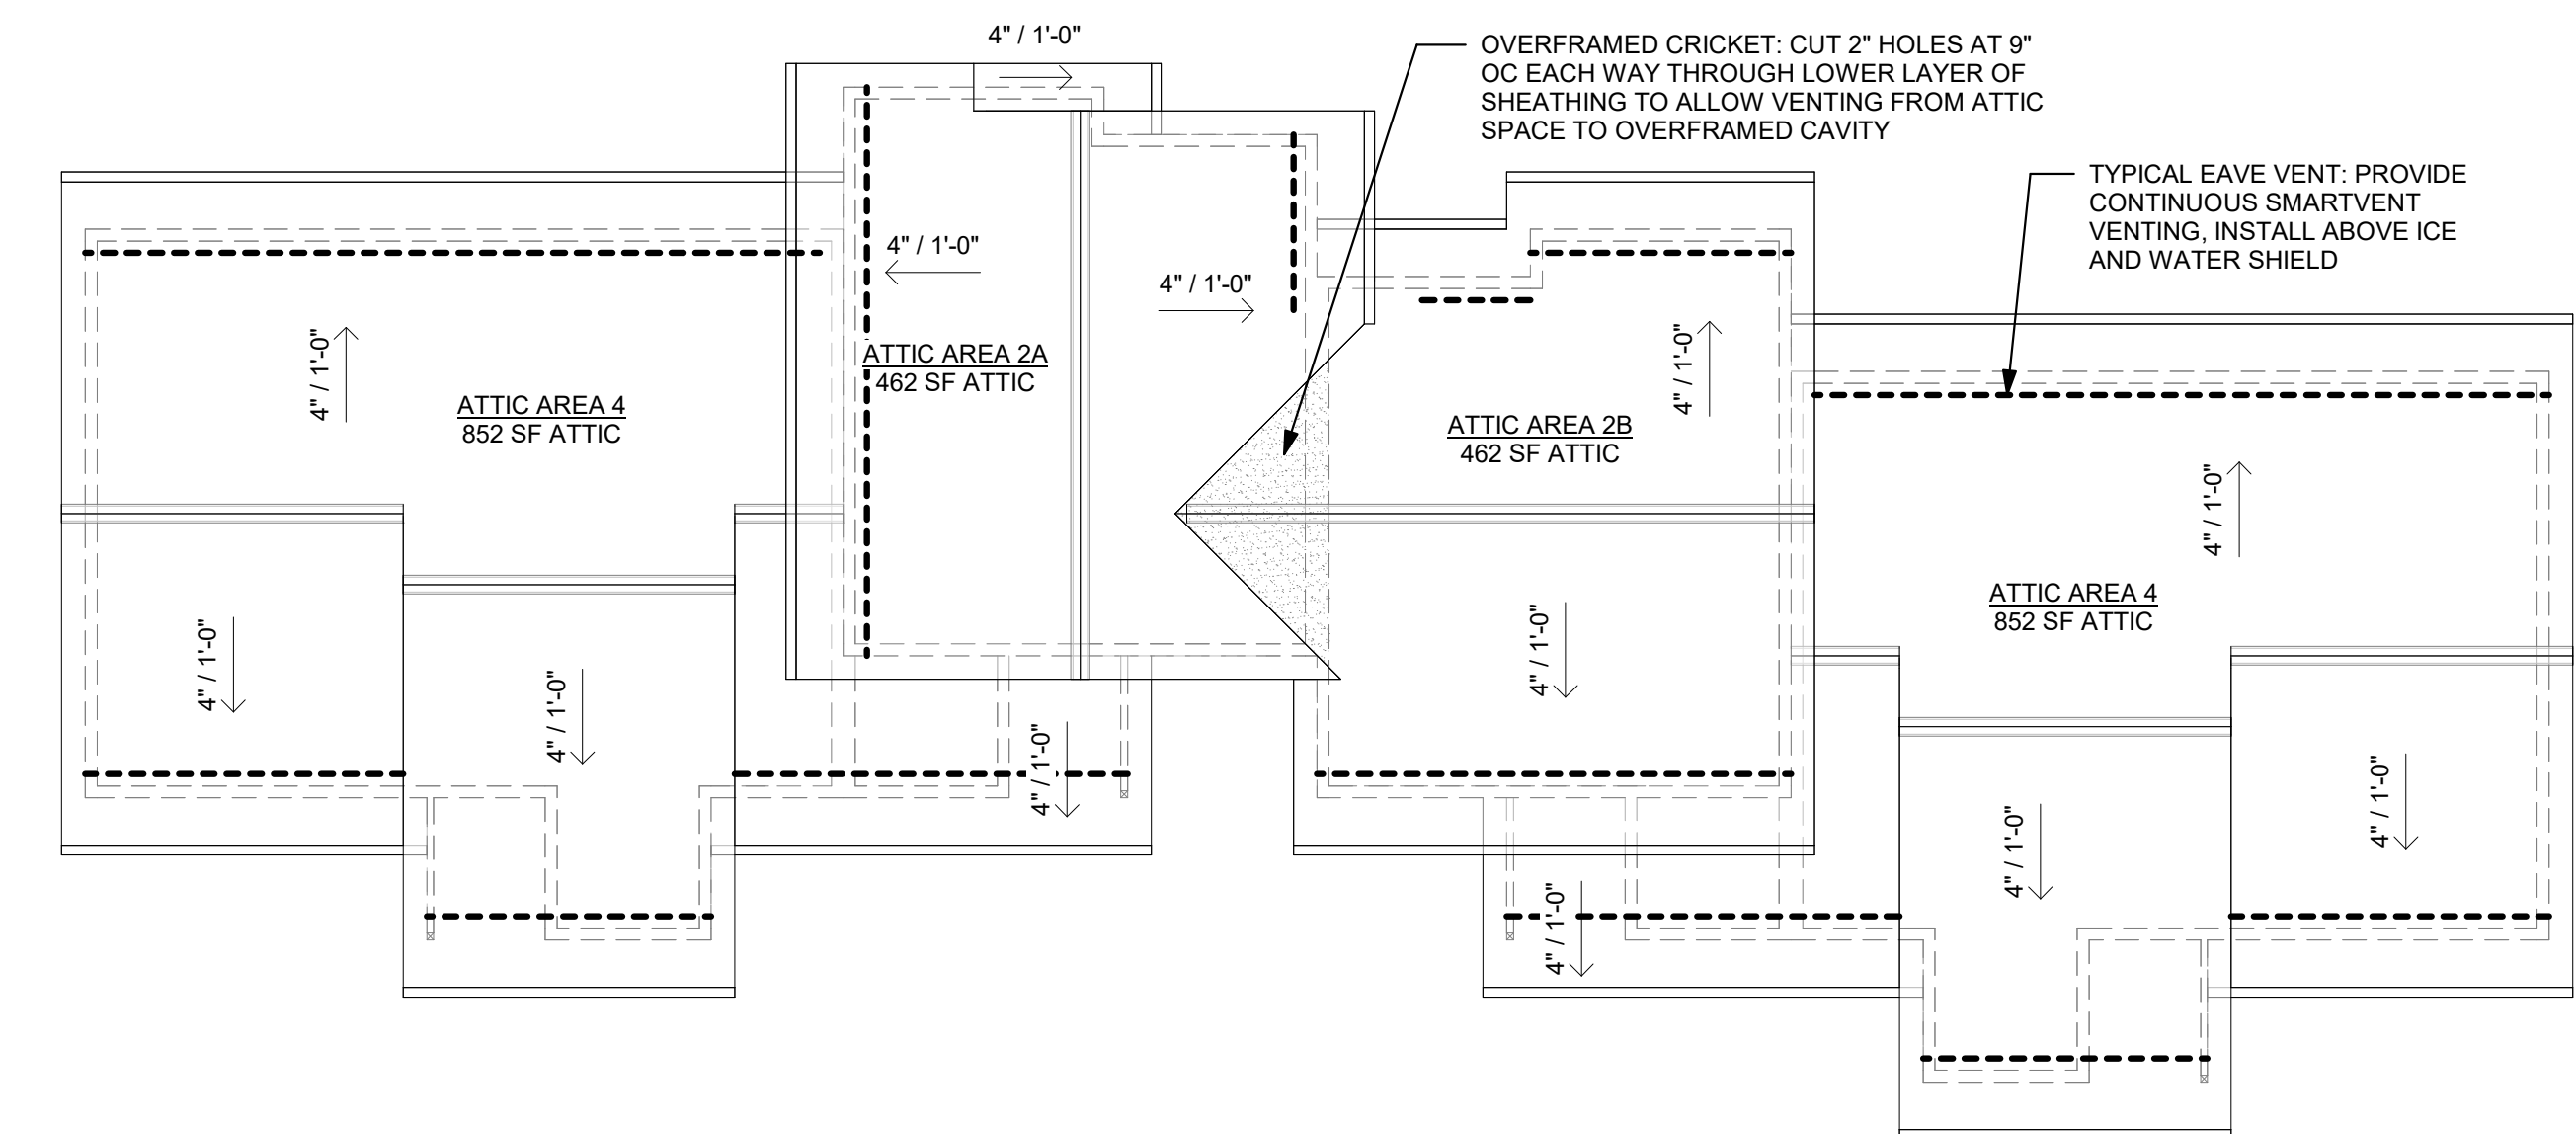 4" / 1'-0"
OVERFRAMED CRICKET: CUT 2" HOLES AT 9"
OC EACH WAY THROUGH LOWER LAYER OF
SHEATHING TO ALLOW VENTING FROM ATTIC
SPACE TO OVERFRAMED CAVITY
TYPICAL EAVE VENT: PROVIDE
CONTINUOUS SMARTVENT
VENTING, INSTALL ABOVE ICE
AND WATER SHIELD
4" / 1'-0"
4" / 1'-0"
4" / 1'-0"
ATTIC AREA 4
852 SF ATTIC
ATTIC AREA 2A
462 SF ATTIC
4" / 1'-0"
ATTIC AREA 2B
462 SF ATTIC
4" / 1'-0"
ATTIC AREA 4
852 SF ATTIC
4" / 1'-0"
4" / 1'-0"
4" / 1'-0"
4" / 1'-0"
4" / 1'-0"
4" / 1'-0"
4" / 1'-0"
4" / 1'-0"